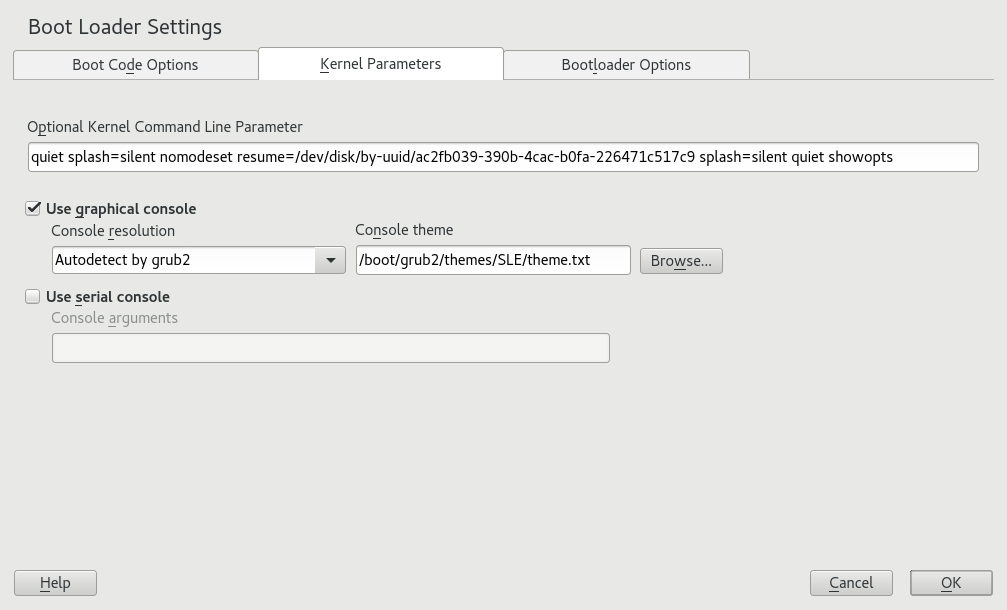 Boot Loader Settings
Boot Code Options Kernel Parameters Bootloader Options
Optional Kernel Command Line Parameter
quiet splash=silent nomodeset resume=/dev/disk/by-uuid/ac2fb039-390b-4cac-b0fa-226471c517c9 splash=silent quiet showopts
Use graphical console
Console resolution Console theme
Autodetect by grub2 /boot/grub2/themes/SLE/theme.txt Browse...
Use serial console
Console arguments
Help Cancel OK